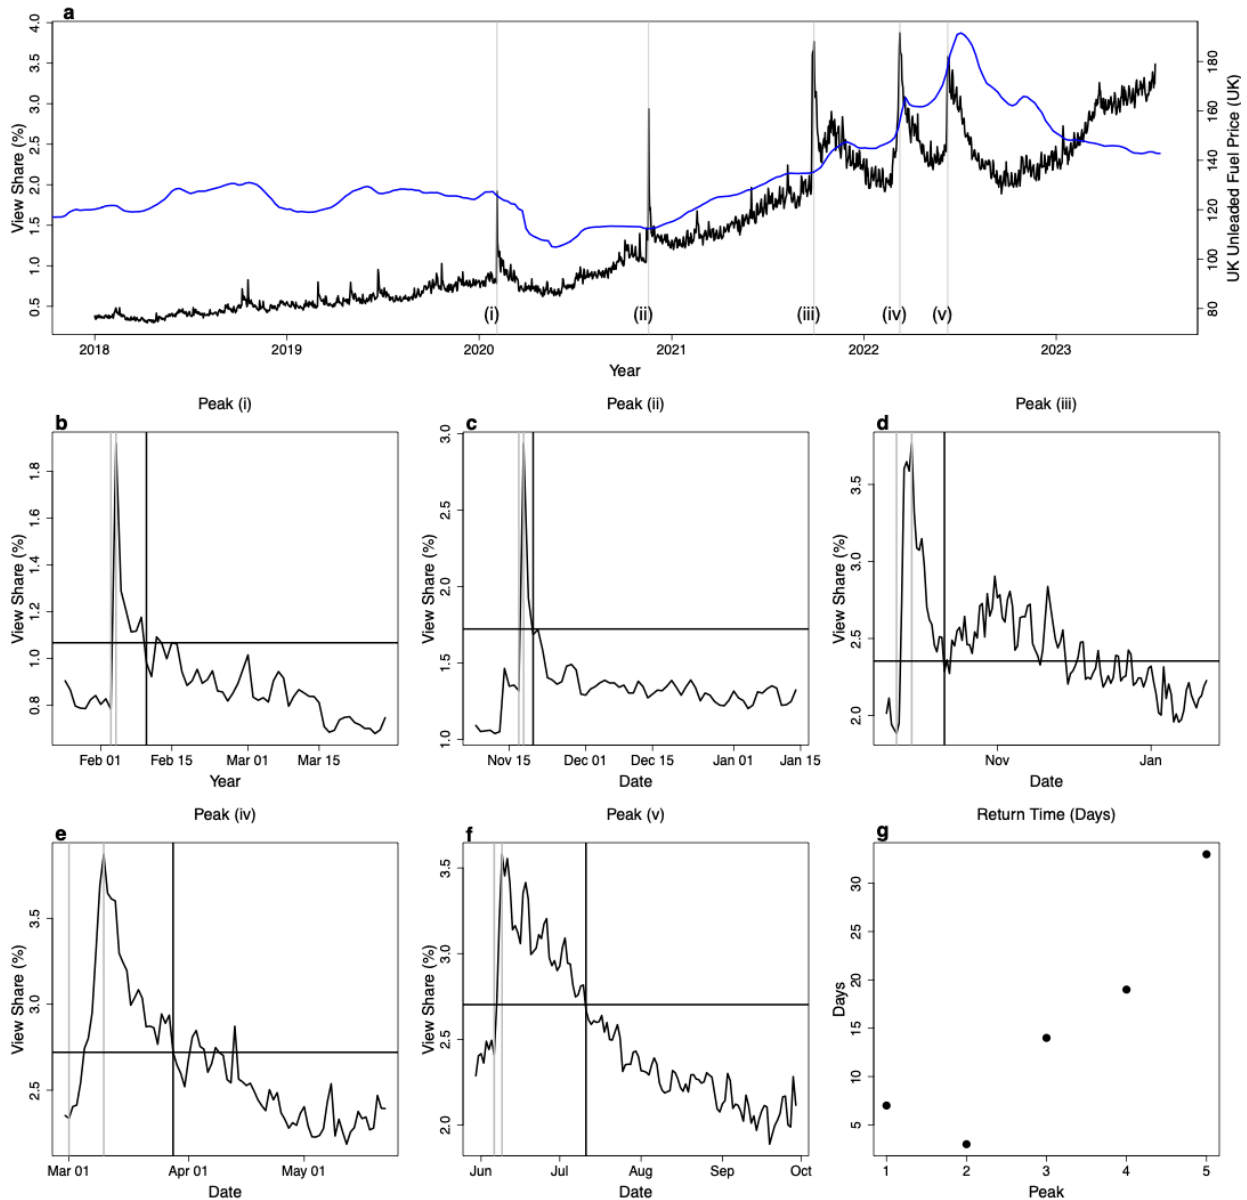 a
4.0
3.5
3.0
2.5
2.0
1.5
1.0
0.5
View Share (%)
180
160
140
120
100
80
UK Unleaded Fuel Price (UK)
(i) (ii) (iii) (iv) (v)
2018 2019 2020 2021 2022 2023
Year
Peak (i)
b
1.8
1.6
1.4
1.2
1.0
0.8
View Share (%)
Feb 01 Feb 15 Mar 01 Mar 15
Year
Peak (ii)
c
3.0
2.5
2.0
1.5
1.0
View Share (%)
Nov 15 Dec 01 Dec 15 Jan 01 Jan 15
Date
Peak (iii)
d
3.5
3.0
2.5
2.0
View Share (%)
Nov Jan
Date
Peak (iv)
e
3.5
3.0
2.5
View Share (%)
Mar 01 Apr 01 May 01
Date
Peak (v)
f
3.5
3.0
2.5
2.0
View Share (%)
Jun Jul Aug Sep Oct
Date
Return Time (Days)
g
30
25
20
15
10
5
Days
1 2 3 4 5
Peak